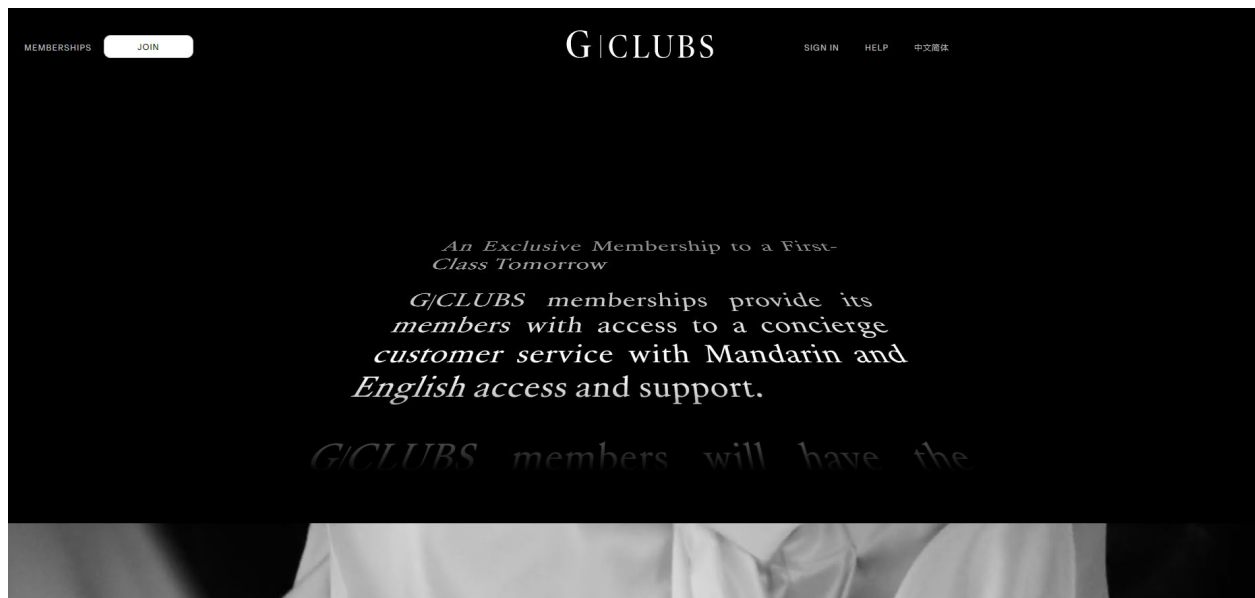 MEMBERSHIPS
JOIN
G|CLUBS
SIGN IN
HELP
中文简体
An Exclusive Membership to a First-
Class Tomorrow
G/CLUBS memberships provide its
members with access to a concierge
customer service with Mandarin and
English access and support.
G/CLUBS members will have the